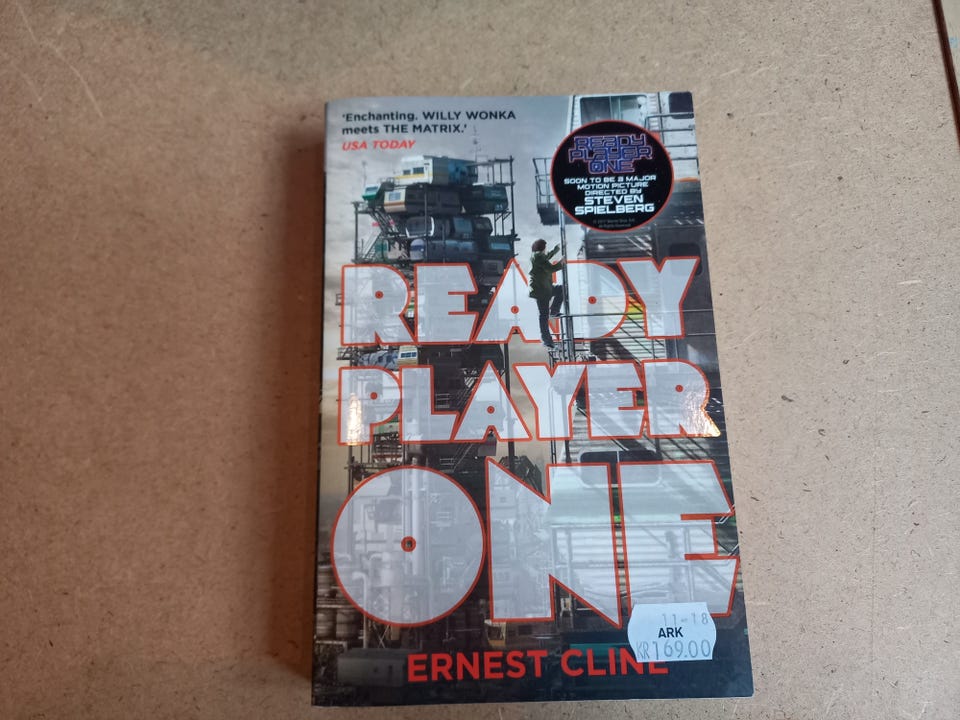 'Enchanting. WILLY WONKA
meets THE MATRIX.'
USA TODAY
READY
PLAYER
ONE
SOON TO BE A MAJOR
MOTION PICTURE
DIRECTED BY
STEVEN
SPIELBERG
READY
PLAYER
ONE
11-18
ARK
KR169.00
ERNEST CLINE